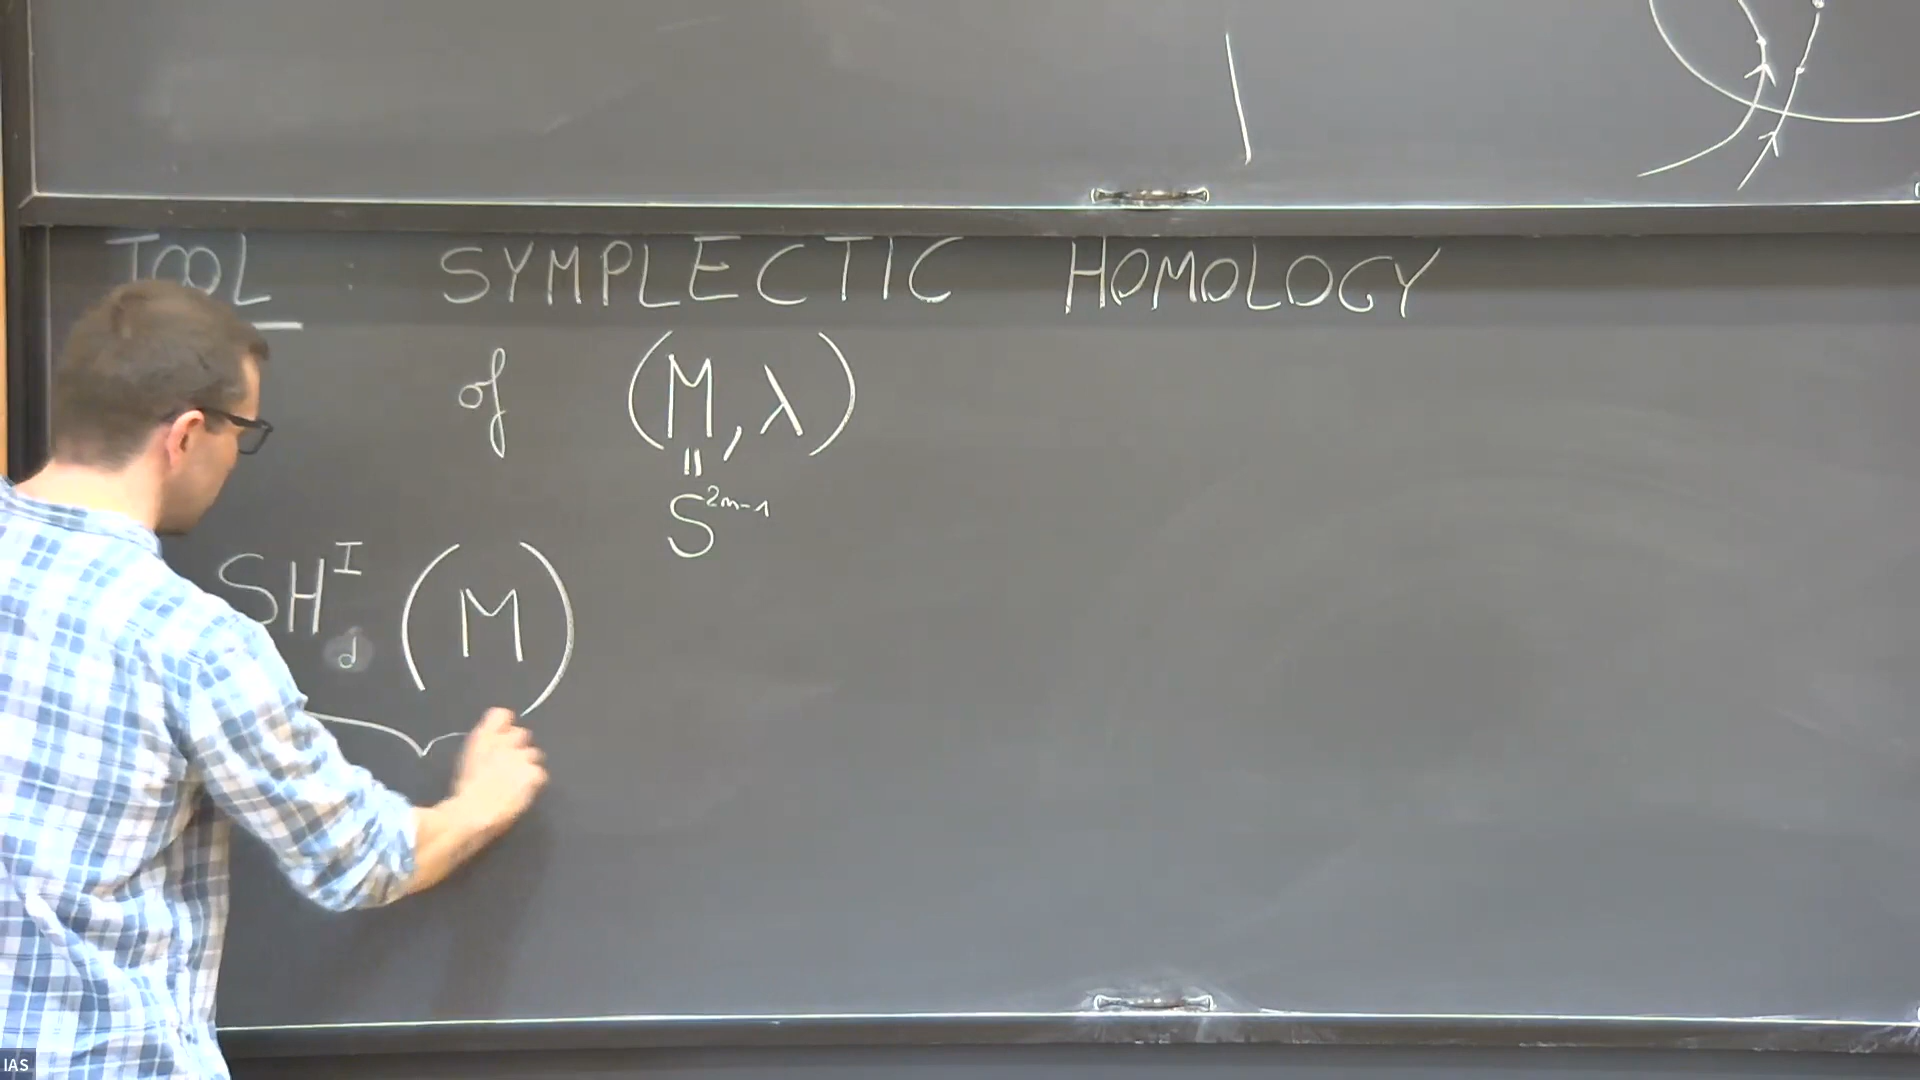 TOOL : SYMPLECTIC HOMOLOGY
of (M, λ)
=
S^{2n-1}
SH^I_d (M)
IAS